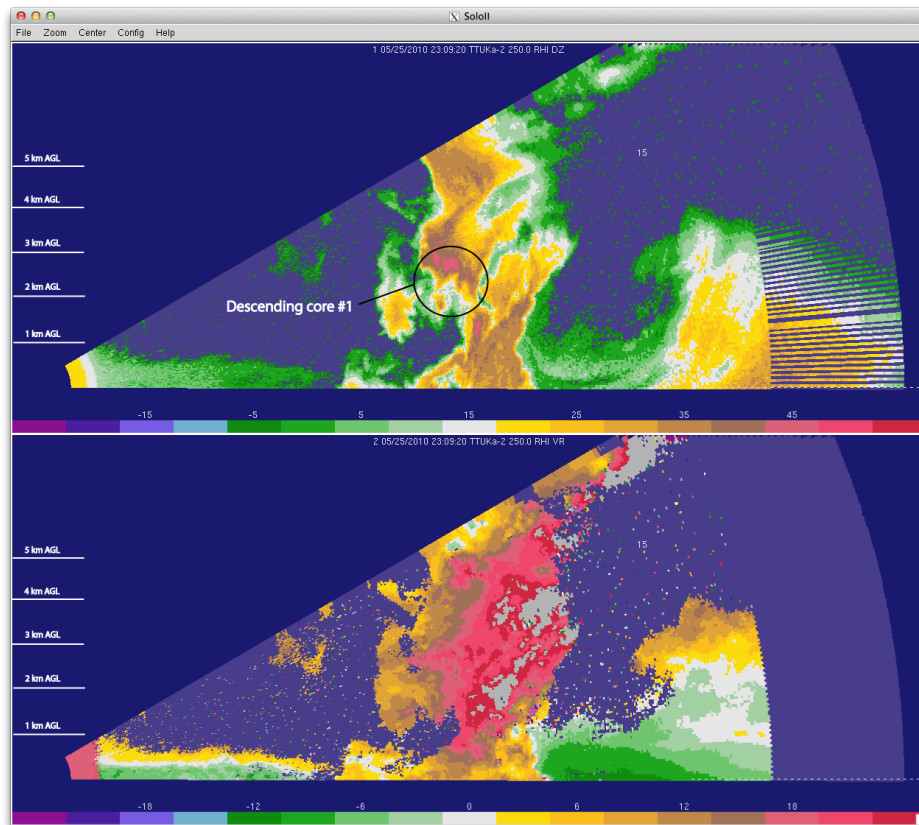 SoloII
File Zoom Center Config Help
1 05/25/2010 23:09:20 TTUKa-2 250.0 RHI DZ
15
5 km AGL
4 km AGL
3 km AGL
2 km AGL
Descending core #1
1 km AGL
-15 -5 5 15 25 35 45
2 05/25/2010 23:09:20 TTUKa-2 250.0 RHI VR
15
5 km AGL
4 km AGL
3 km AGL
2 km AGL
1 km AGL
-18 -12 -6 0 6 12 18